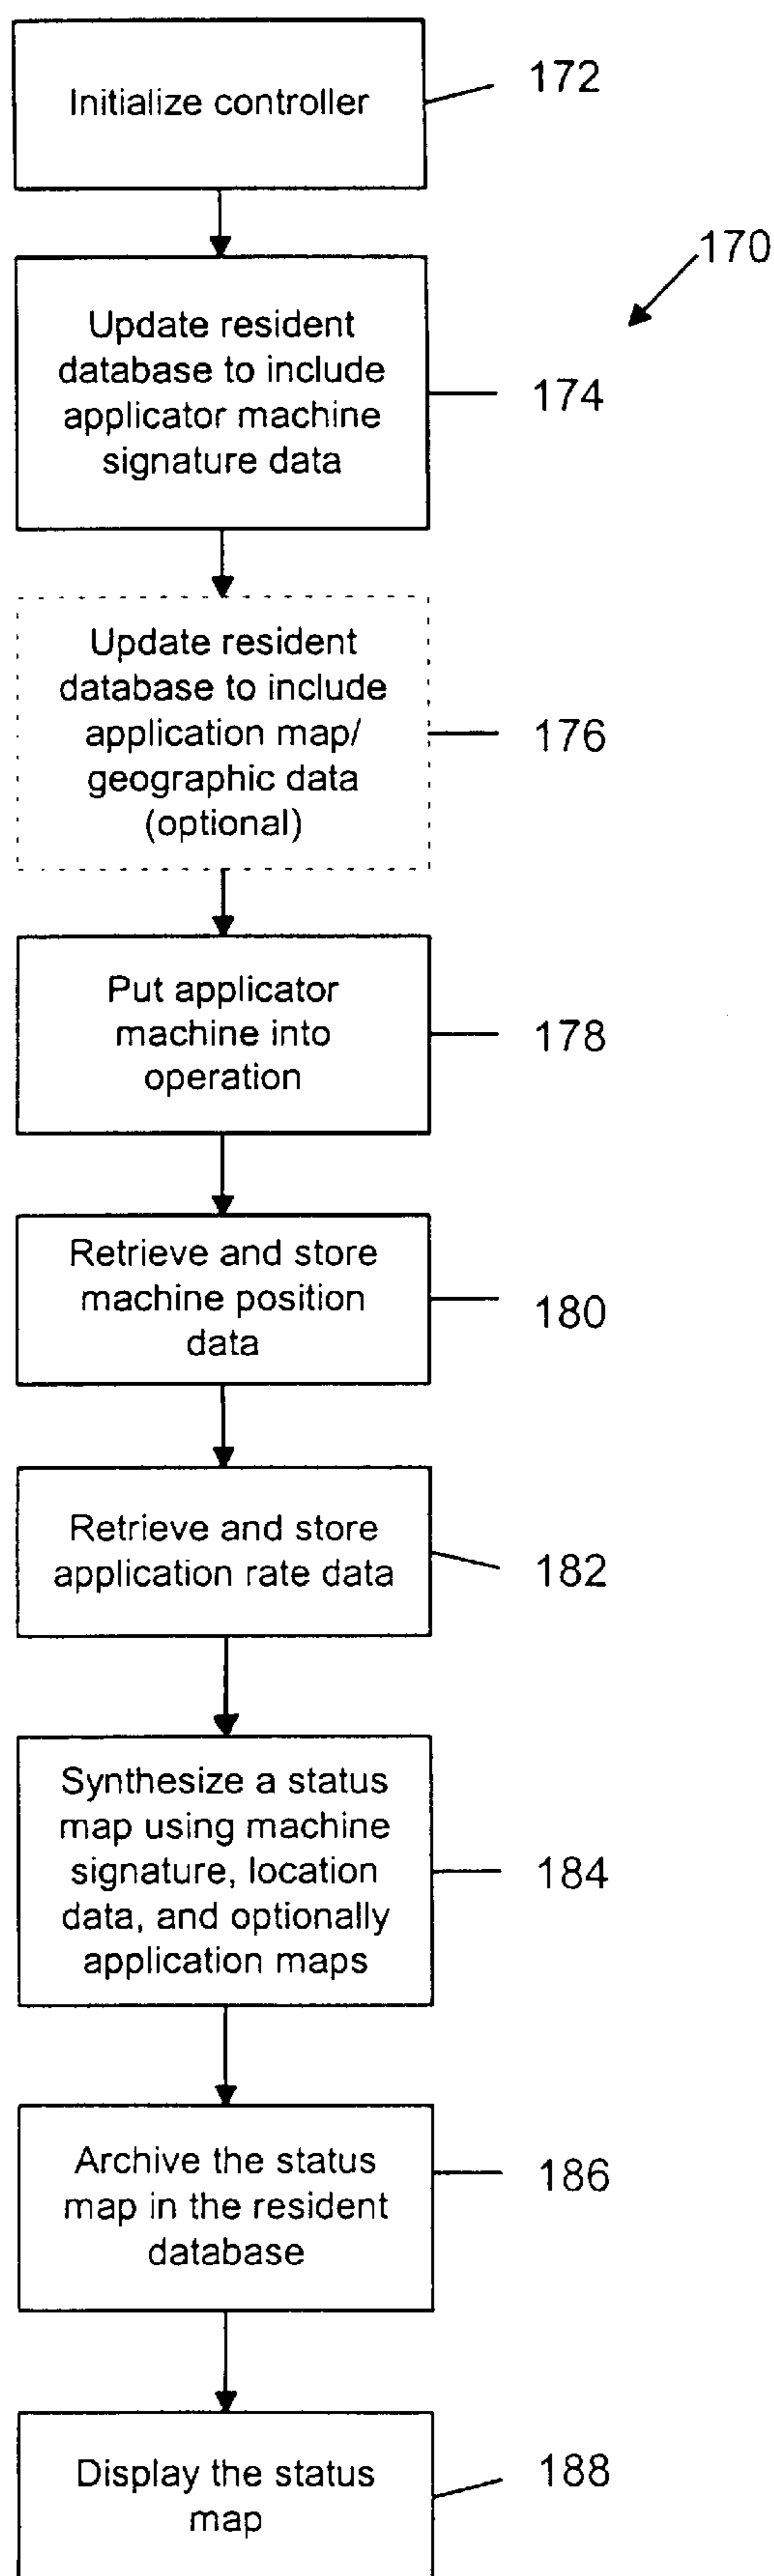 Initialize controller
172
170
Update resident
database to include
applicator machine
signature data
174
Update resident
database to include
application map/
geographic data
(optional)
176
Put applicator
machine into
operation
178
Retrieve and store
machine position
data
180
Retrieve and store
application rate data
182
Synthesize a status
map using machine
signature, location
data, and optionally
application maps
184
Archive the status
map in the resident
database
186
Display the status
map
188